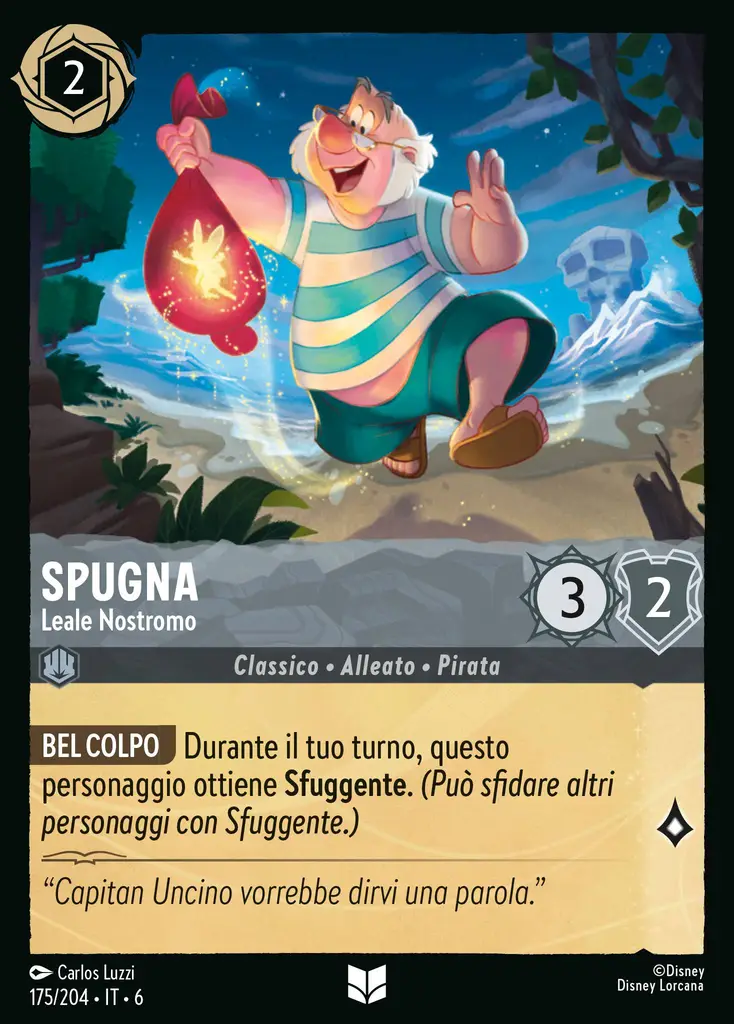 2
SPUGNA
Leale Nostromo
3
2
Classico • Alleato • Pirata
BEL COLPO Durante il tuo turno, questo
personaggio ottiene Sfuggente. (Può sfidare altri
personaggi con Sfuggente.)
“Capitan Uncino vorrebbe dirvi una parola.”
Carlos Luzzi
175/204 • IT • 6
©Disney
Disney Lorcana